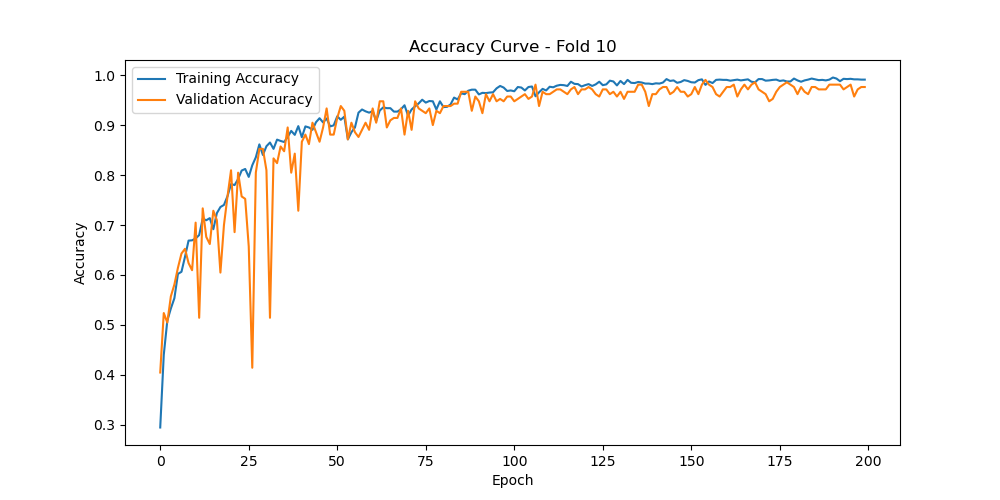 Accuracy Curve - Fold 10
Training Accuracy
Validation Accuracy
1.0
0.9
0.8
0.7
0.6
0.5
0.4
0.3
Accuracy
0 25 50 75 100 125 150 175 200
Epoch